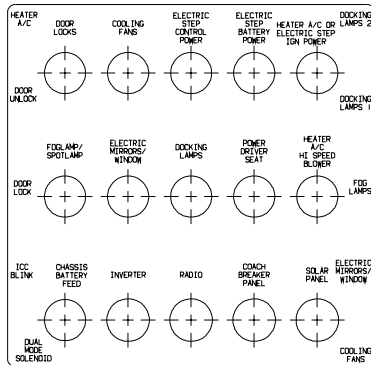 HEATER
A/C
DOOR
LOCKS
COOLING
FANS
ELECTRIC
STEP
CONTROL
POWER
ELECTRIC
STEP
BATTERY
POWER
HEATER A/C OR
ELECTRIC STEP
IGN POWER
DOCKING
LAMPS 2
DOOR
UNLOCK
DOCKING
LAMPS 1
FOGLAMP/
SPOTLAMP
ELECTRIC
MIRRORS/
WINDOW
DOCKING
LAMPS
POWER
DRIVER
SEAT
HEATER
A/C
HI SPEED
BLOWER
DOOR
LOCK
FOG
LAMPS
ICC
BLINK
CHASSIS
BATTERY
FEED
INVERTER
RADIO
COACH
BREAKER
PANEL
SOLAR
PANEL
ELECTRIC
MIRRORS/
WINDOW
DUAL
MODE
SOLENOID
COOLING
FANS